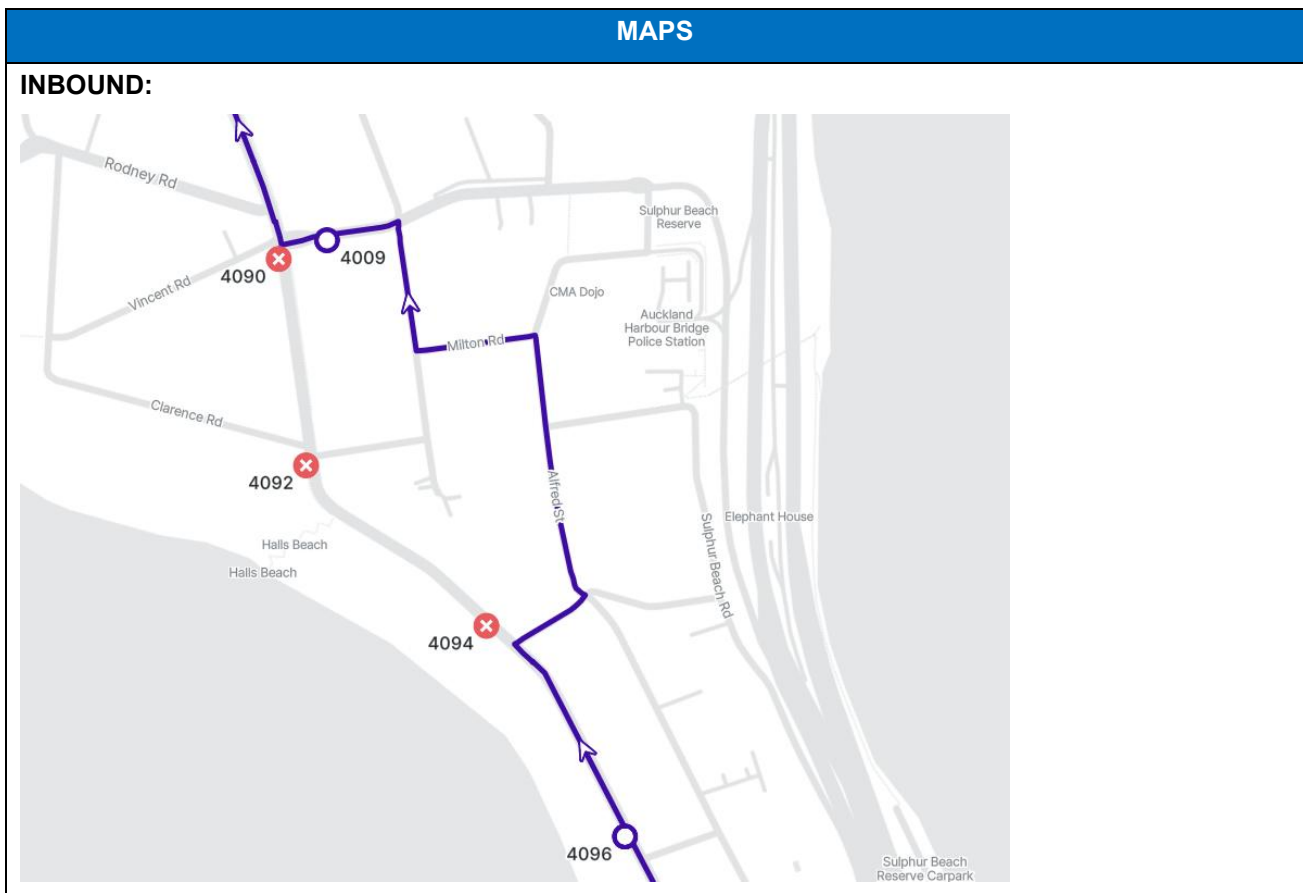 MAPS
INBOUND:
Rodney Rd
Sulphur Beach
Reserve
4009
4090
Vincent Rd
CMA Dojo
Auckland
Harbour Bridge
Police Station
Milton Rd
Clarence Rd
4092
Alfred St
Elephant House
Sulphur Beach Rd
Halls Beach
Halls Beach
4094
4096
Sulphur Beach
Reserve Carpark